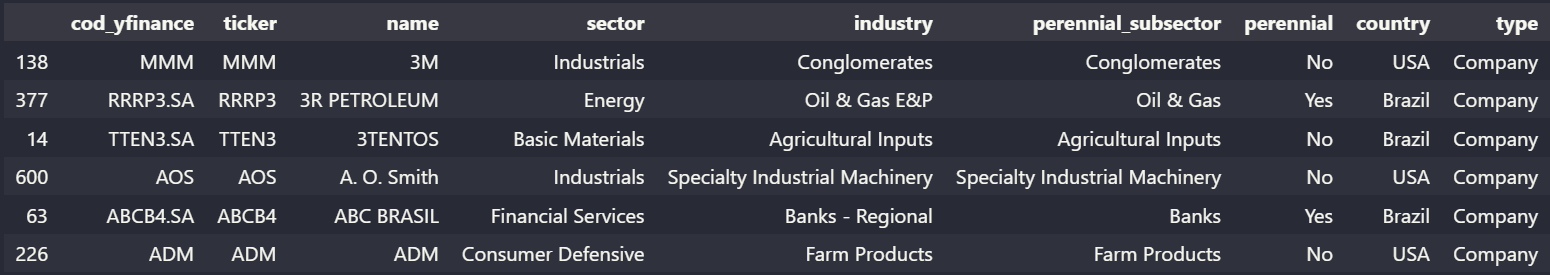 cod_yfinance ticker name sector industry perennial_subsector perennial country type
138 MMM MMM 3M Industrials Conglomerates Conglomerates No USA Company
377 RRRP3.SA RRRP3 3R PETROLEUM Energy Oil & Gas E&P Oil & Gas Yes Brazil Company
14 TTEN3.SA TTEN3 3TENTOS Basic Materials Agricultural Inputs Agricultural Inputs No Brazil Company
600 AOS AOS A. O. Smith Industrials Specialty Industrial Machinery Specialty Industrial Machinery No USA Company
63 ABCB4.SA ABCB4 ABC BRASIL Financial Services Banks - Regional Banks Yes Brazil Company
226 ADM ADM ADM Consumer Defensive Farm Products Farm Products No USA Company